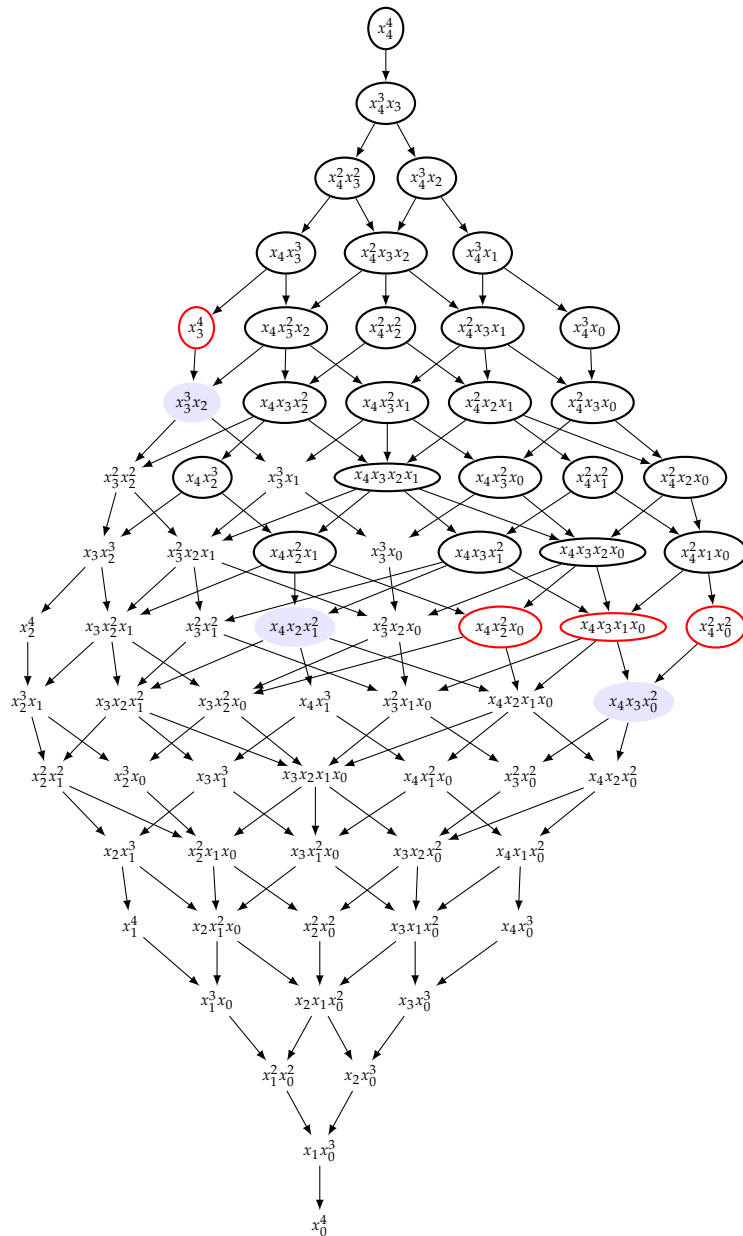 x_4^4
x_4^3x_3
x_4^2x_3^2 x_4^3x_2
x_4x_3^3 x_4^2x_3x_2 x_4^3x_1
x_3^4 x_4x_3^2x_2 x_4^2x_2^2 x_4^2x_3x_1 x_4^3x_0
x_3^3x_2 x_4x_3x_2^2 x_4x_3^2x_1 x_4^2x_2x_1 x_4^2x_3x_0
x_3^2x_2^2 x_4x_2^3 x_3^3x_1 x_4x_3x_2x_1 x_4x_3^2x_0 x_4^2x_1^2 x_4^2x_2x_0
x_3x_2^3 x_3^2x_2x_1 x_4x_2^2x_1 x_3^3x_0 x_4x_3x_1^2 x_4x_3x_2x_0 x_4^2x_1x_0
x_2^4 x_3x_2^2x_1 x_3^2x_1^2 x_4x_2x_1^2 x_3^2x_2x_0 x_4x_2^2x_0 x_4x_3x_1x_0 x_4^2x_0^2
x_2^3x_1 x_3x_2x_1^2 x_3x_2^2x_0 x_4x_1^3 x_3^2x_1x_0 x_4x_2x_1x_0 x_4x_3x_0^2
x_2^2x_1^2 x_2^3x_0 x_3x_1^3 x_3x_2x_1x_0 x_4x_1^2x_0 x_3^2x_0^2 x_4x_2x_0^2
x_2x_1^3 x_2^2x_1x_0 x_3x_1^2x_0 x_3x_2x_0^2 x_4x_1x_0^2
x_1^4 x_2x_1^2x_0 x_2^2x_0^2 x_3x_1x_0^2 x_4x_0^3
x_1^3x_0 x_2x_1x_0^2 x_3x_0^3
x_1^2x_0^2 x_2x_0^3
x_1x_0^3
x_0^4